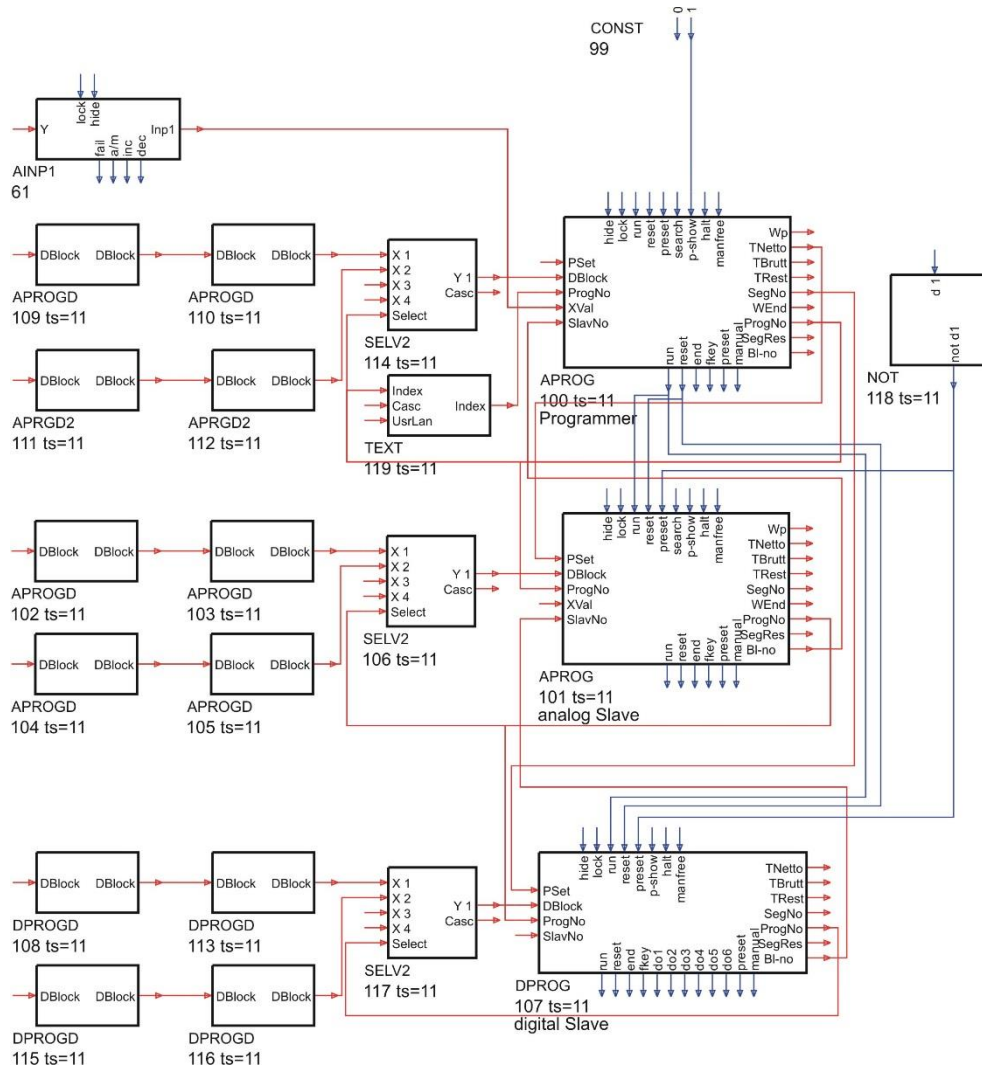 0
1
CONST
99
lock
hide
Y
Inp1
fail
a/m
inc
dec
AINP1
61
DBlock DBlock
APROGD
109 ts=11
DBlock DBlock
APROGD
110 ts=11
X 1
X 2
X 3
X 4
Select
Y 1
Casc
SELV2
114 ts=11
DBlock DBlock
APRGD2
111 ts=11
DBlock DBlock
APRGD2
112 ts=11
Index
Casc
UsrLan
Index
TEXT
119 ts=11
hide
lock
run
reset
preset
search
p-show
halt
manfree
PSet
DBlock
ProgNo
XVal
SlavNo
Wp
TNetto
TBrutt
TRest
SegNo
WEnd
ProgNo
SegRes
Bl-no
run
reset
end
fkey
preset
manual
APROG
100 ts=11
Programmer
d 1
not d1
NOT
118 ts=11
DBlock DBlock
APROGD
102 ts=11
DBlock DBlock
APROGD
103 ts=11
X 1
X 2
X 3
X 4
Select
Y 1
Casc
SELV2
106 ts=11
DBlock DBlock
APROGD
104 ts=11
DBlock DBlock
APROGD
105 ts=11
hide
lock
run
reset
preset
search
p-show
halt
manfree
PSet
DBlock
ProgNo
XVal
SlavNo
Wp
TNetto
TBrutt
TRest
SegNo
WEnd
ProgNo
SegRes
Bl-no
run
reset
end
fkey
preset
manual
APROG
101 ts=11
analog Slave
DBlock DBlock
DPROGD
108 ts=11
DBlock DBlock
DPROGD
113 ts=11
X 1
X 2
X 3
X 4
Select
Y 1
Casc
SELV2
117 ts=11
DBlock DBlock
DPROGD
115 ts=11
DBlock DBlock
DPROGD
116 ts=11
hide
lock
run
reset
preset
p-show
halt
manfree
PSet
DBlock
ProgNo
SlavNo
TNetto
TBrutt
TRest
SegNo
ProgNo
SegRes
Bl-no
run
reset
end
fkey
do1
do2
do3
do4
do5
do6
preset
manual
DPROG
107 ts=11
digital Slave